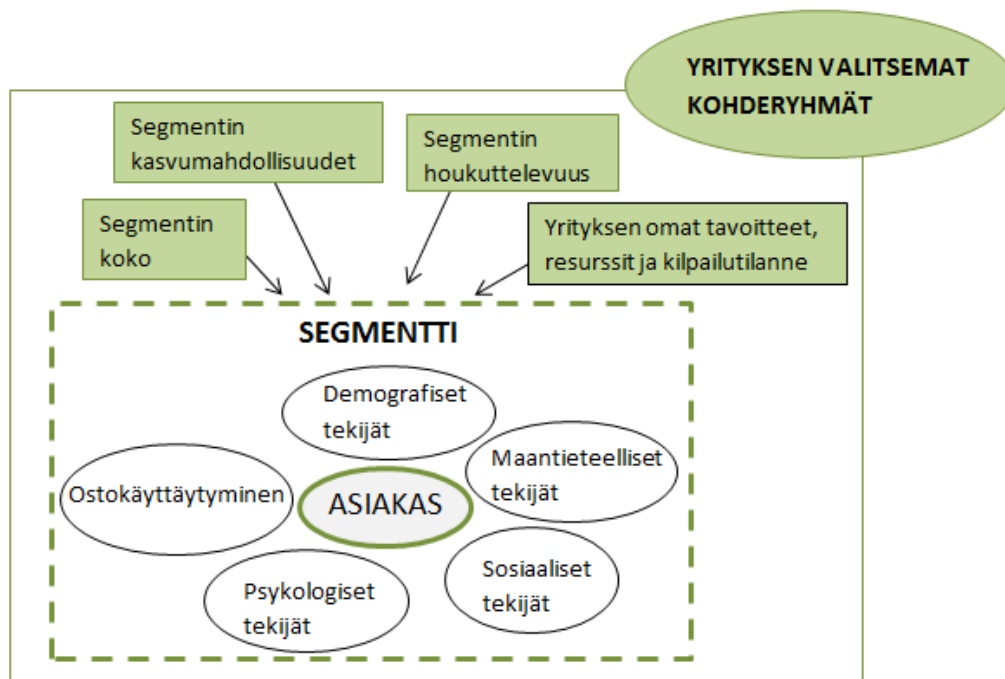 YRITYKSEN VALITSEMAT
KOHDERYHMÄT
Segmentin
kasvumahdollisuudet
Segmentin
houkuttelevuus
Segmentin
koko
Yrityksen omat tavoitteet,
resurssit ja kilpailutilanne
SEGMENTTI
Demografiset
tekijät
Maantieteelliset
tekijät
Ostokäyttäytyminen
ASIAKAS
Sosiaaliset
tekijät
Psykologiset
tekijät